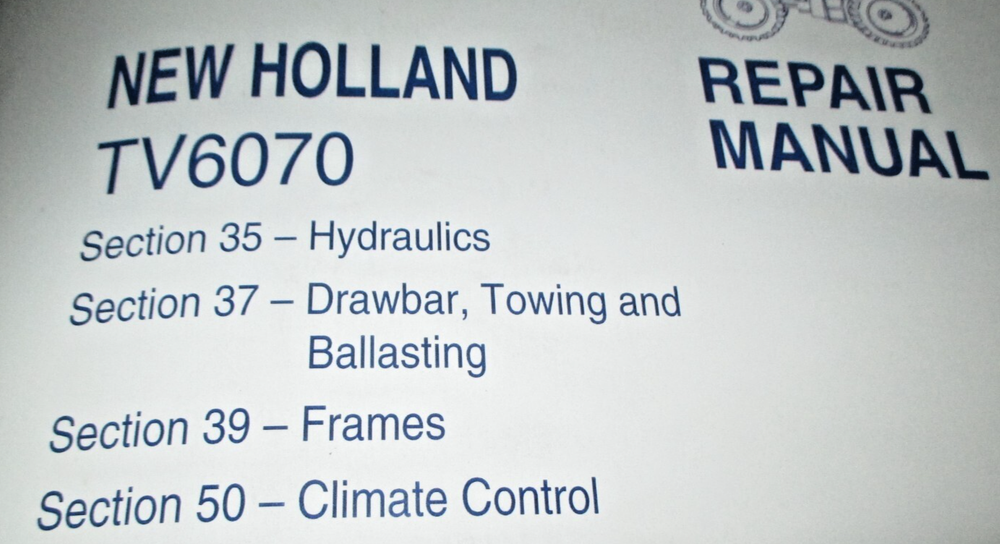 NEW HOLLAND
TV6070
REPAIR
MANUAL
Section 35 – Hydraulics
Section 37 – Drawbar, Towing and
Ballasting
Section 39 – Frames
Section 50 – Climate Control